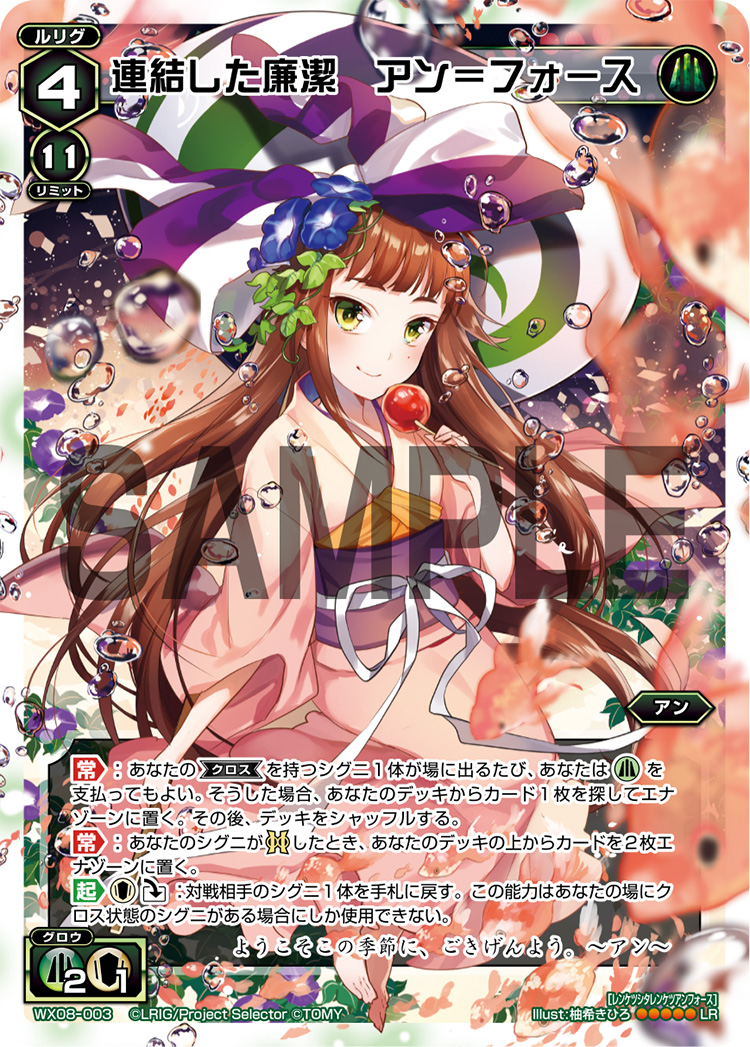 ルリグ
4
連結した廉潔 アン＝フォース
11
リミット
SAMPLE
アン
常：あなたの クロス を持つシグニ１体が場に出るたび、あなたは を
支払ってもよい。そうした場合、あなたのデッキからカード１枚を探してエナ
ゾーンに置く。その後、デッキをシャッフルする。
常：あなたのシグニが したとき、あなたのデッキの上からカードを２枚エ
ナゾーンに置く。
起 ：対戦相手のシグニ１体を手札に戻す。この能力はあなたの場にク
ロス状態のシグニがある場合にしか使用できない。
ようこそこの季節に、ごきげんよう。～アン～
グロウ
2 1
[レンケツシタレンケツアンフォース]
WX08-003 ©LRIG/Project Selector ©TOMY Illust:柚希きひろ ●●●●● LR